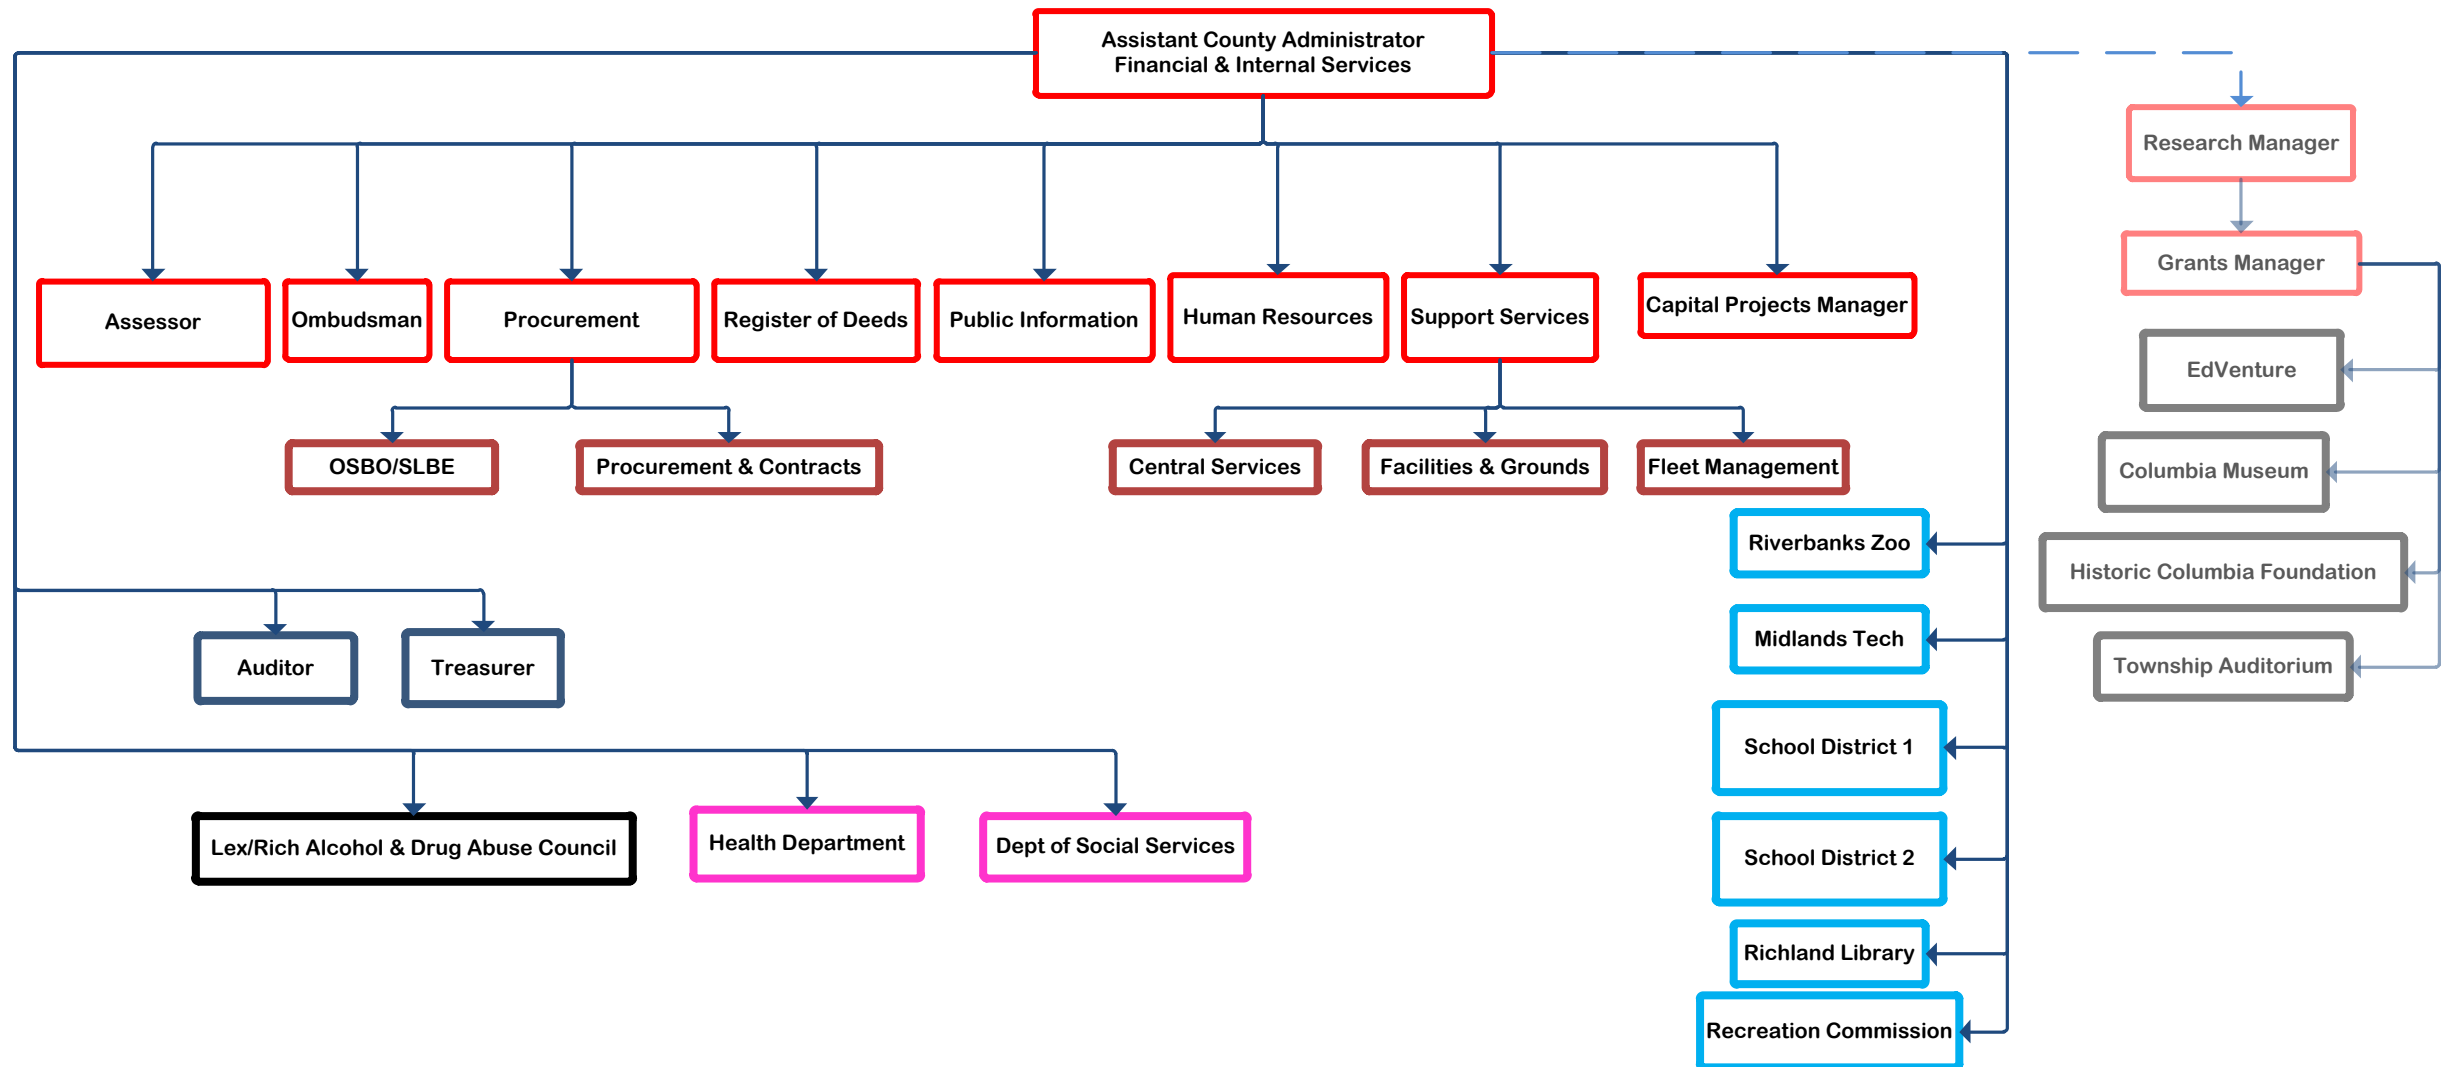 Assistant County Administrator
Financial & Internal Services
Research Manager
Grants Manager
Assessor
Ombudsman
Procurement
Register of Deeds
Public Information
Human Resources
Support Services
Capital Projects Manager
EdVenture
OSBO/SLBE
Procurement & Contracts
Central Services
Facilities & Grounds
Fleet Management
Columbia Museum
Riverbanks Zoo
Historic Columbia Foundation
Midlands Tech
Auditor
Treasurer
Township Auditorium
School District 1
Lex/Rich Alcohol & Drug Abuse Council
Health Department
Dept of Social Services
School District 2
Richland Library
Recreation Commission